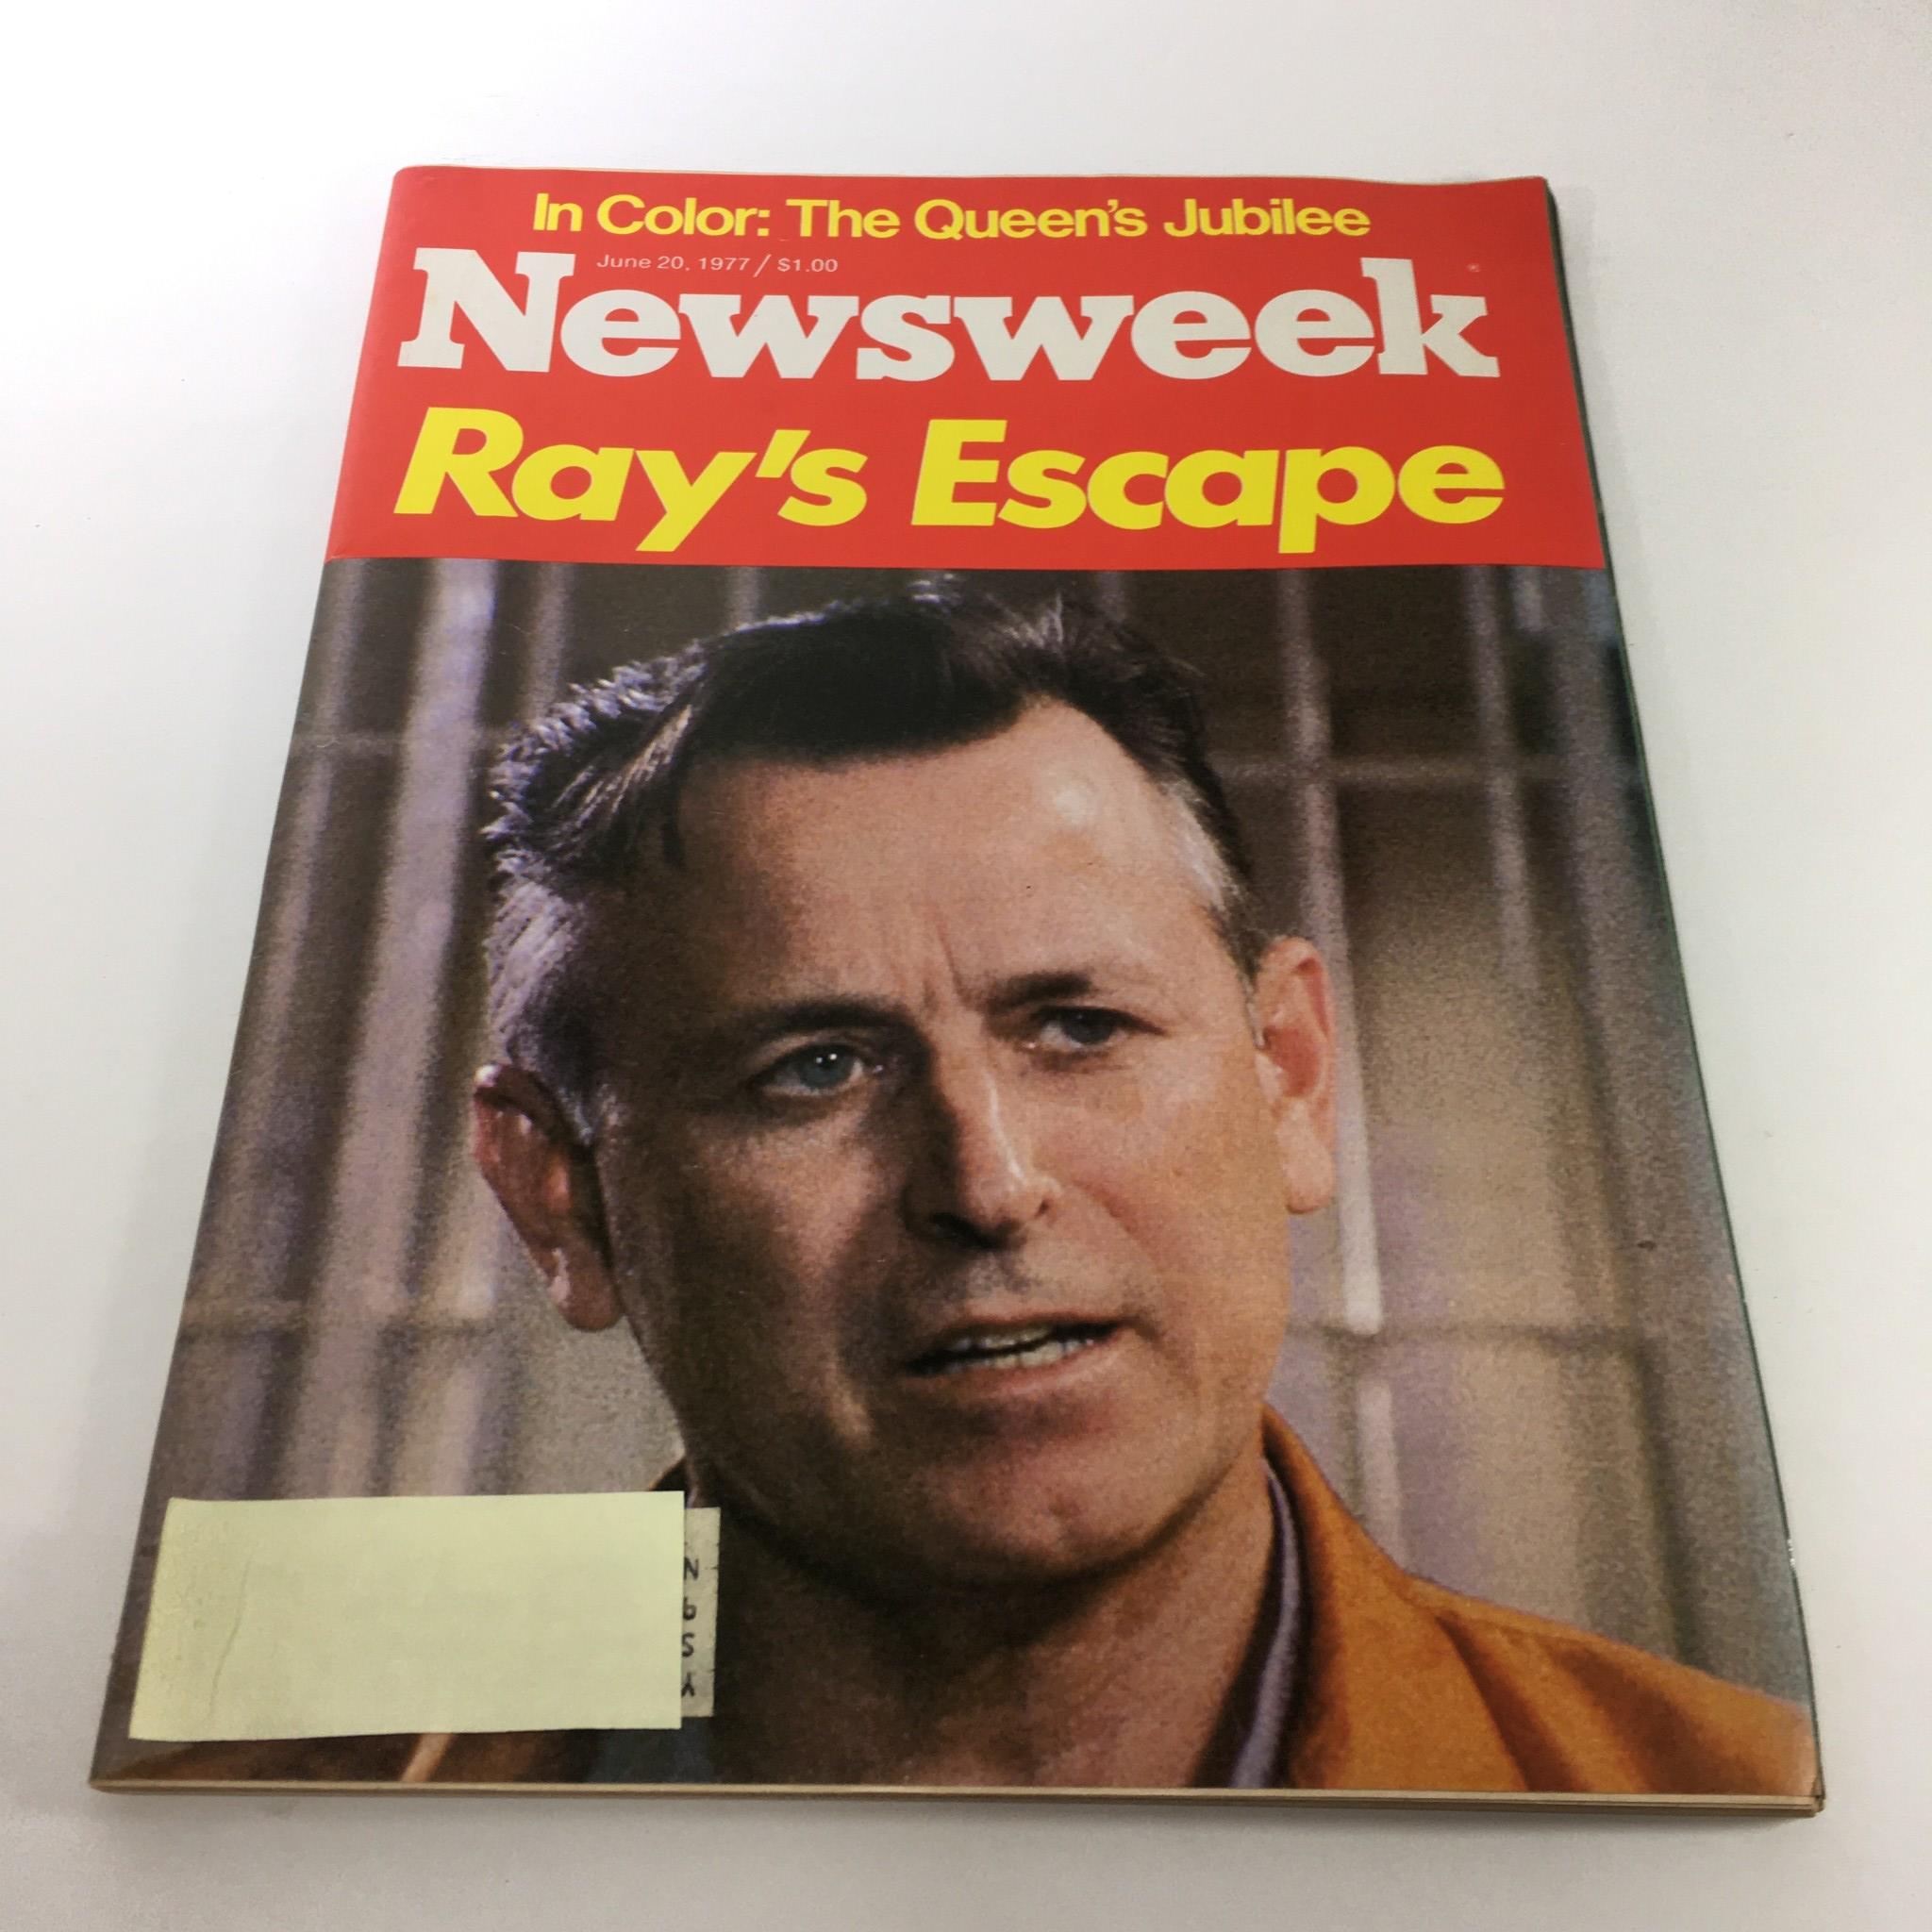 In Color: The Queen's Jubilee
June 20, 1977 / $1.00
Newsweek
Ray's Escape
N